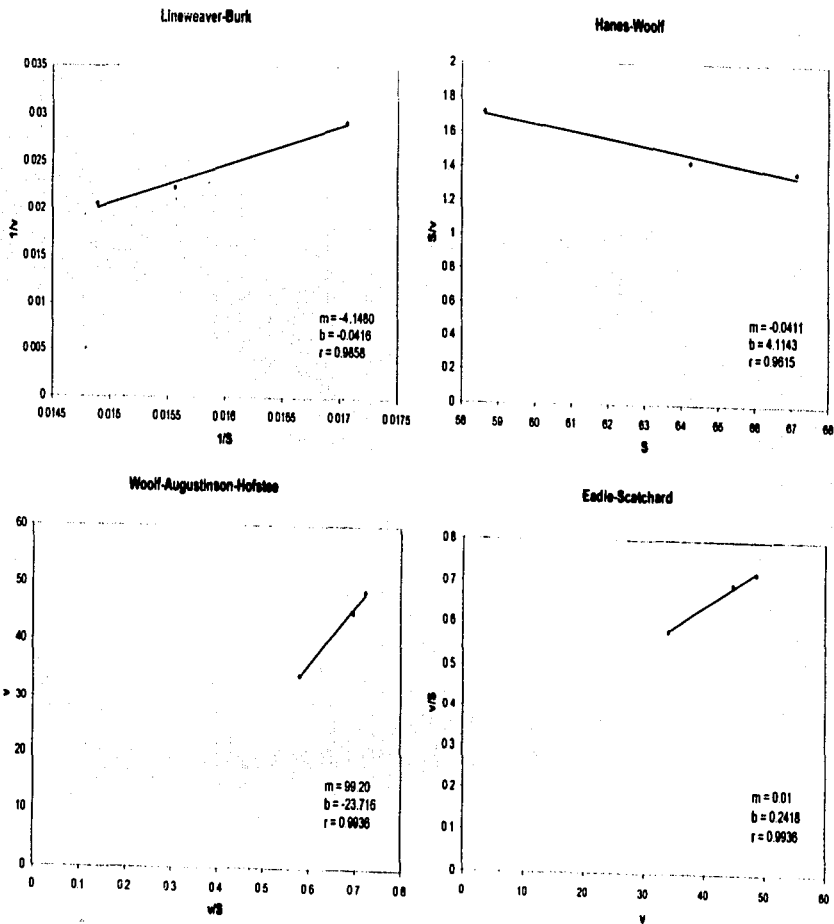 Lineweaver-Burk
0 035
0 03
0 025
0 02
0 015
0 01
0 005
0
1/v
0 0145
0 015
0 0155
0 016
0 0165
0 017
0 0175
1/S
m = -4.1480
b = -0.0416
r = 0.9858
Hanes-Woolf
2
1 8
1 6
1 4
1 2
1
0 8
0 6
0 4
0 2
0
S/v
58
59
60
61
62
63
64
65
66
67
68
S
m = -0.0411
b = 4.1143
r = 0.9615
Woolf-Augustinson-Hofstee
60
50
40
30
20
10
0
v
0
0 1
0 2
0 3
0 4
0 5
0 6
0 7
0 8
v/S
m = 99.20
b = -23.716
r = 0.9936
Eadie-Scatchard
0 8
0 7
0 6
0 5
0 4
0 3
0 2
0 1
0
v/S
0
10
20
30
40
50
60
v
m = 0.01
b = 0.2418
r = 0.9936